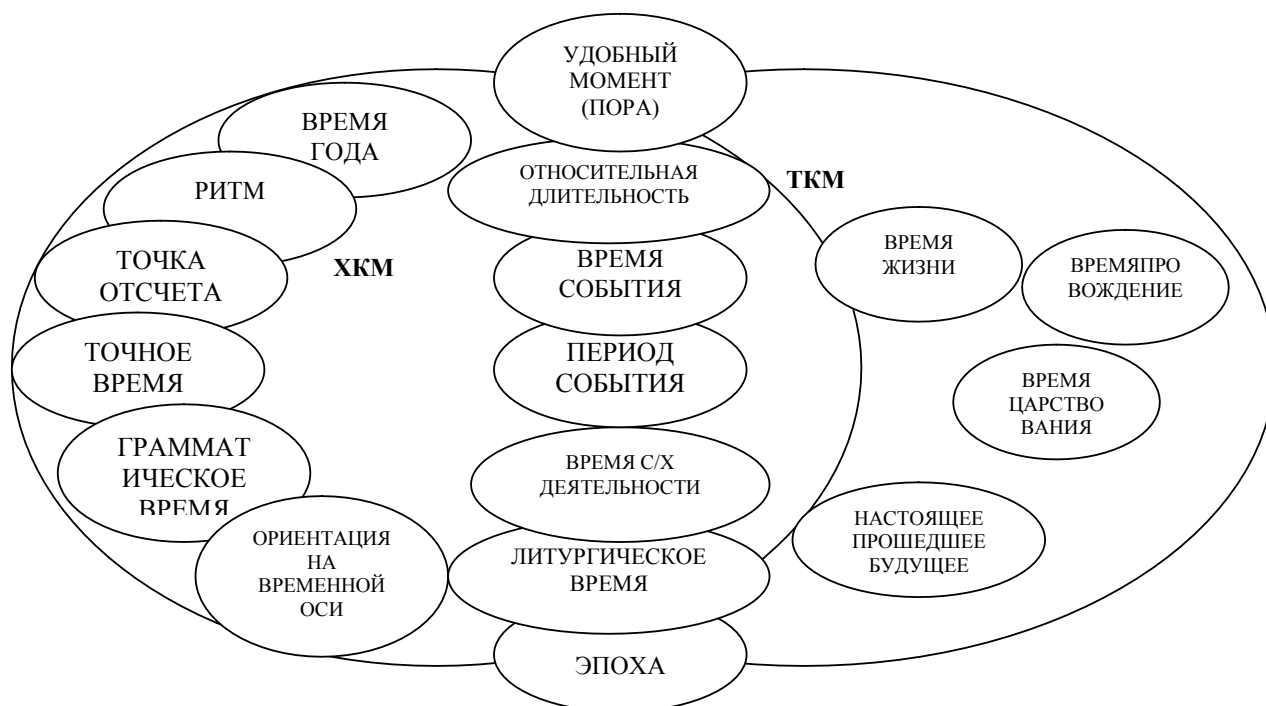 УДОБНЫЙ
МОМЕНТ
(ПОРА)
ВРЕМЯ
ГОДА
РИТМ
ТОЧКА
ОТСЧЕТА
ТОЧНОЕ
ВРЕМЯ
ГРАММАТ
ИЧЕСКОЕ
ВРЕМЯ
ОРИЕНТАЦИЯ
НА
ВРЕМЕННОЙ
ОСИ
ХКМ
ОТНОСИТЕЛЬНАЯ
ДЛИТЕЛЬНОСТЬ
ВРЕМЯ
СОБЫТИЯ
ПЕРИОД
СОБЫТИЯ
ВРЕМЯ С/Х
ДЕЯТЕЛЬНОСТИ
ЛИТУРГИЧЕСКОЕ
ВРЕМЯ
ЭПОХА
ТКМ
ВРЕМЯ
ЖИЗНИ
ВРЕМЯПРО
ВОЖДЕНИЕ
ВРЕМЯ
ЦАРСТВО
ВАНИЯ
НАСТОЯЩЕЕ
ПРОШЕДШЕЕ
БУДУЩЕЕ